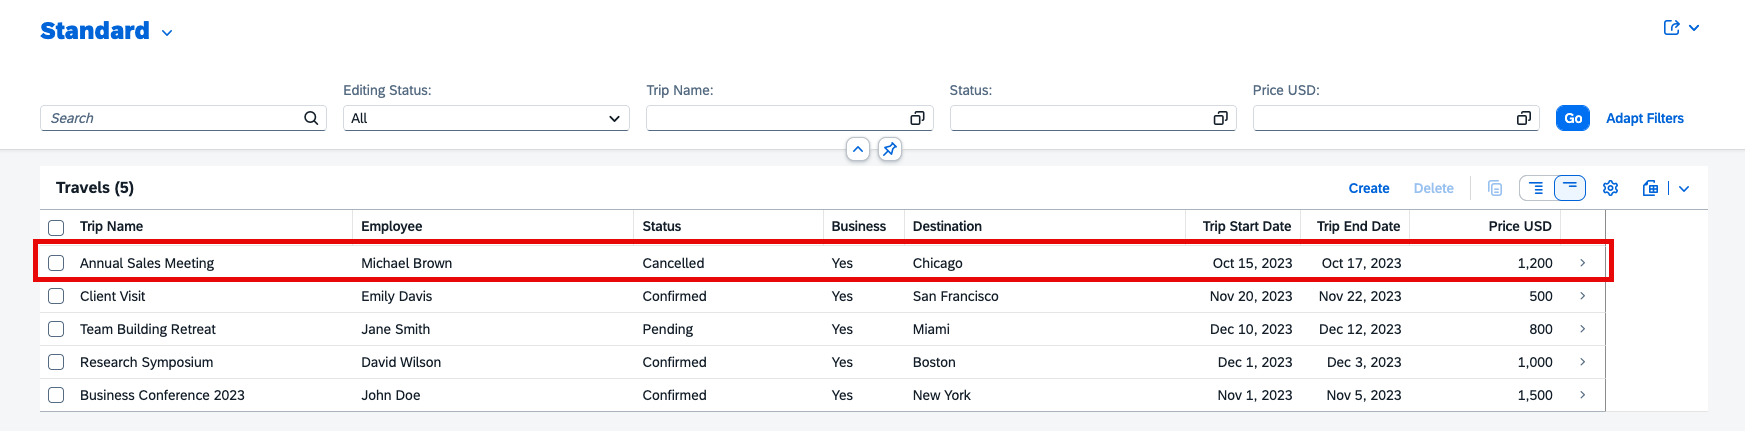 Standard
Editing Status: Trip Name: Status: Price USD:
Search All Go Adapt Filters
Travels (5) Create Delete
Trip Name Employee Status Business Destination Trip Start Date Trip End Date Price USD
Annual Sales Meeting Michael Brown Cancelled Yes Chicago Oct 15, 2023 Oct 17, 2023 1,200
Client Visit Emily Davis Confirmed Yes San Francisco Nov 20, 2023 Nov 22, 2023 500
Team Building Retreat Jane Smith Pending Yes Miami Dec 10, 2023 Dec 12, 2023 800
Research Symposium David Wilson Confirmed Yes Boston Dec 1, 2023 Dec 3, 2023 1,000
Business Conference 2023 John Doe Confirmed Yes New York Nov 1, 2023 Nov 5, 2023 1,500